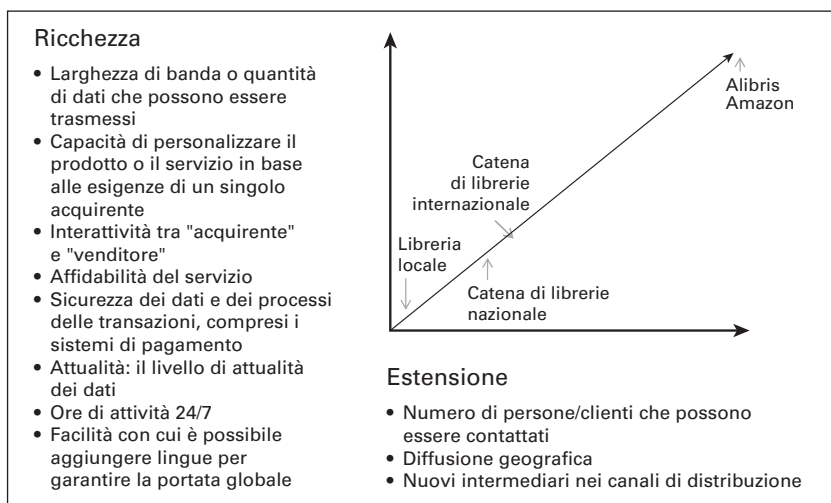 Ricchezza
• Larghezza di banda o quantità
di dati che possono essere
trasmessi
• Capacità di personalizzare il
prodotto o il servizio in base
alle esigenze di un singolo
acquirente
• Interattività tra "acquirente"
e "venditore"
• Affidabilità del servizio
• Sicurezza dei dati e dei processi
delle transazioni, compresi i
sistemi di pagamento
• Attualità: il livello di attualità
dei dati
• Ore di attività 24/7
• Facilità con cui è possibile
aggiungere lingue per
garantire la portata globale
Alibris
Amazon
Catena
di librerie
internazionale
Libreria
locale
Catena di librerie
nazionale
Estensione
• Numero di persone/clienti che possono
essere contattati
• Diffusione geografica
• Nuovi intermediari nei canali di distribuzione